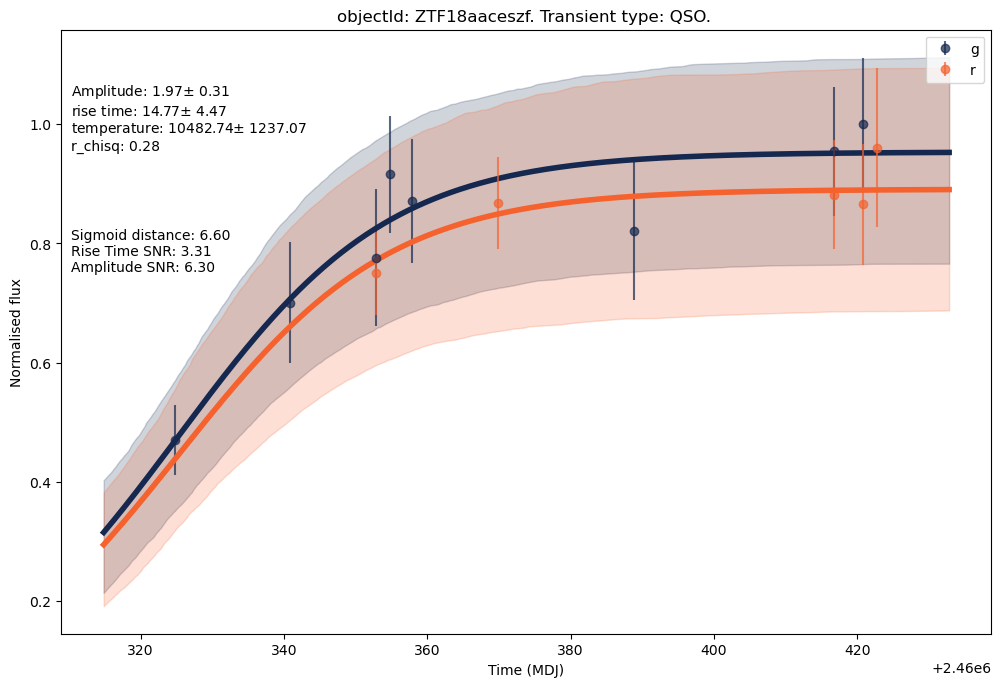 objectId: ZTF18aaceszf. Transient type: QSO.
g
r
Amplitude: 1.97± 0.31
rise time: 14.77± 4.47
temperature: 10482.74± 1237.07
r_chisq: 0.28
Sigmoid distance: 6.60
Rise Time SNR: 3.31
Amplitude SNR: 6.30
Normalised flux
1.0
0.8
0.6
0.4
0.2
320 340 360 380 400 420
Time (MDJ)
+2.46e6